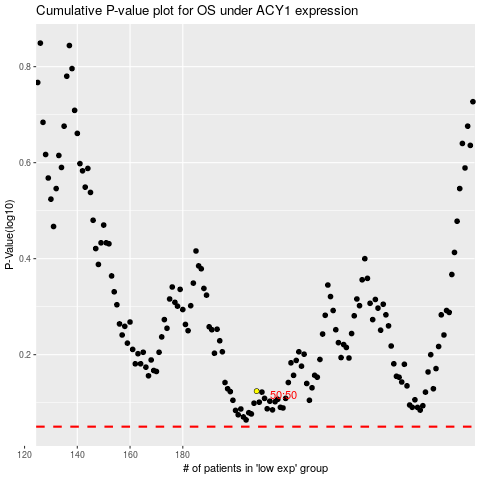 Cumulative P-value plot for OS under ACY1 expression
P-Value(log10)
0.8
0.6
0.4
0.2
50:50
120 140 160 180
# of patients in 'low exp' group